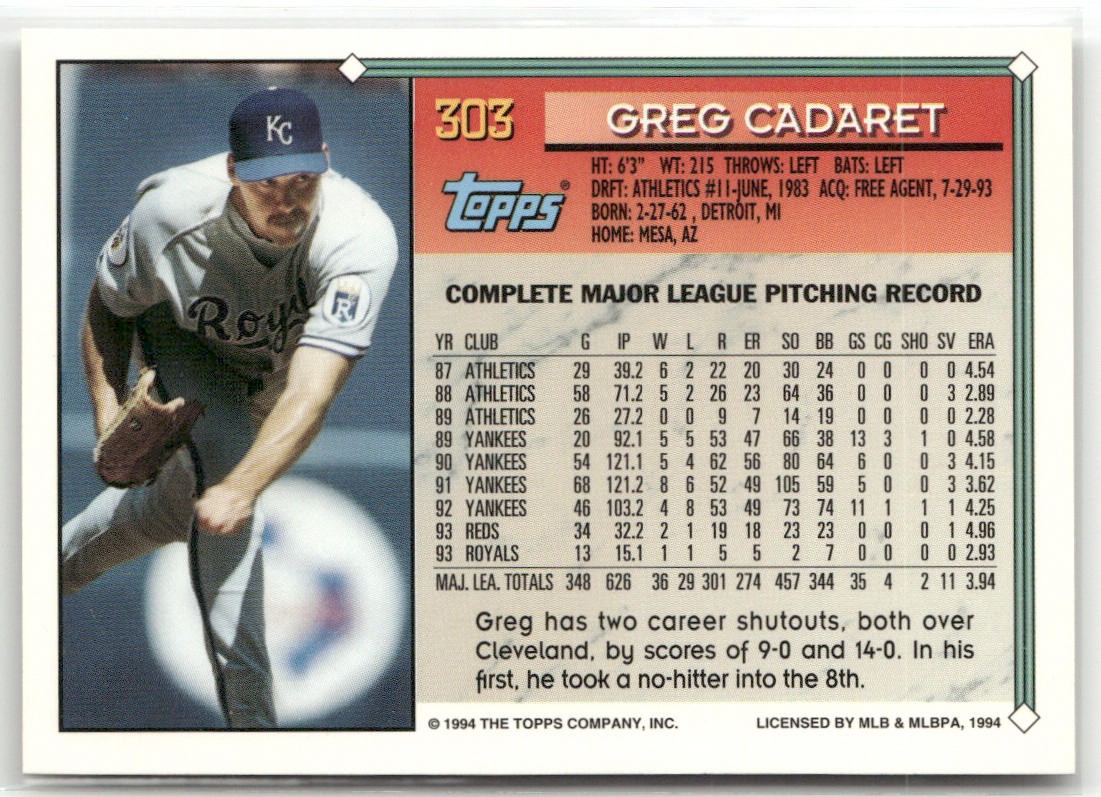 303 GREG CADARET
Topps®
HT: 6'3" WT: 215 THROWS: LEFT BATS: LEFT
DRFT: ATHLETICS #11-JUNE, 1983 ACQ: FREE AGENT, 7-29-93
BORN: 2-27-62 , DETROIT, MI
HOME: MESA, AZ
KC
Royals
R
COMPLETE MAJOR LEAGUE PITCHING RECORD
YR CLUB G IP W L R ER SO BB GS CG SHO SV ERA
87 ATHLETICS 29 39.2 6 2 22 20 30 24 0 0 0 0 4.54
88 ATHLETICS 58 71.2 5 2 26 23 64 36 0 0 0 3 2.89
89 ATHLETICS 26 27.2 0 0 9 7 14 19 0 0 0 0 2.28
89 YANKEES 20 92.1 5 5 53 47 66 38 13 3 1 0 4.58
90 YANKEES 54 121.1 5 4 62 56 80 64 6 0 0 3 4.15
91 YANKEES 68 121.2 8 6 52 49 105 59 5 0 0 3 3.62
92 YANKEES 46 103.2 4 8 53 49 73 74 11 1 1 1 4.25
93 REDS 34 32.2 2 1 19 18 23 23 0 0 0 1 4.96
93 ROYALS 13 15.1 1 1 5 5 2 7 0 0 0 0 2.93
MAJ. LEA. TOTALS 348 626 36 29 301 274 457 344 35 4 2 11 3.94
Greg has two career shutouts, both over
Cleveland, by scores of 9-0 and 14-0. In his
first, he took a no-hitter into the 8th.
© 1994 THE TOPPS COMPANY, INC. LICENSED BY MLB & MLBPA, 1994